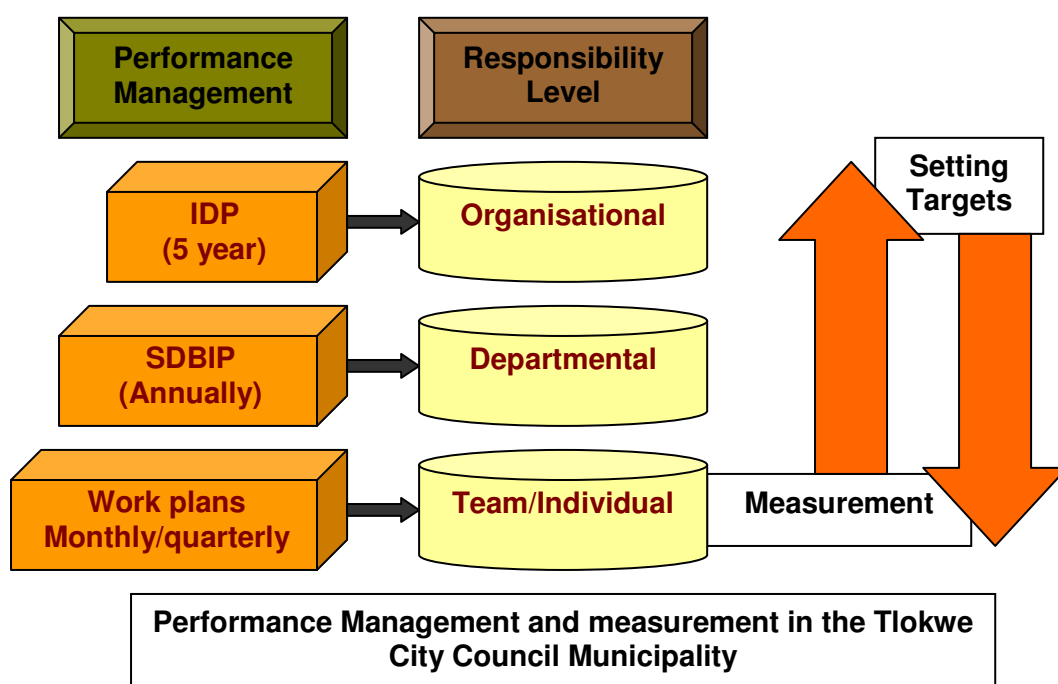 Performance
Management
Responsibility
Level
Setting
Targets
IDP
(5 year)
Organisational
SDBIP
(Annually)
Departmental
Work plans
Monthly/quarterly
Team/Individual
Measurement
Performance Management and measurement in the Tlokwe
City Council Municipality